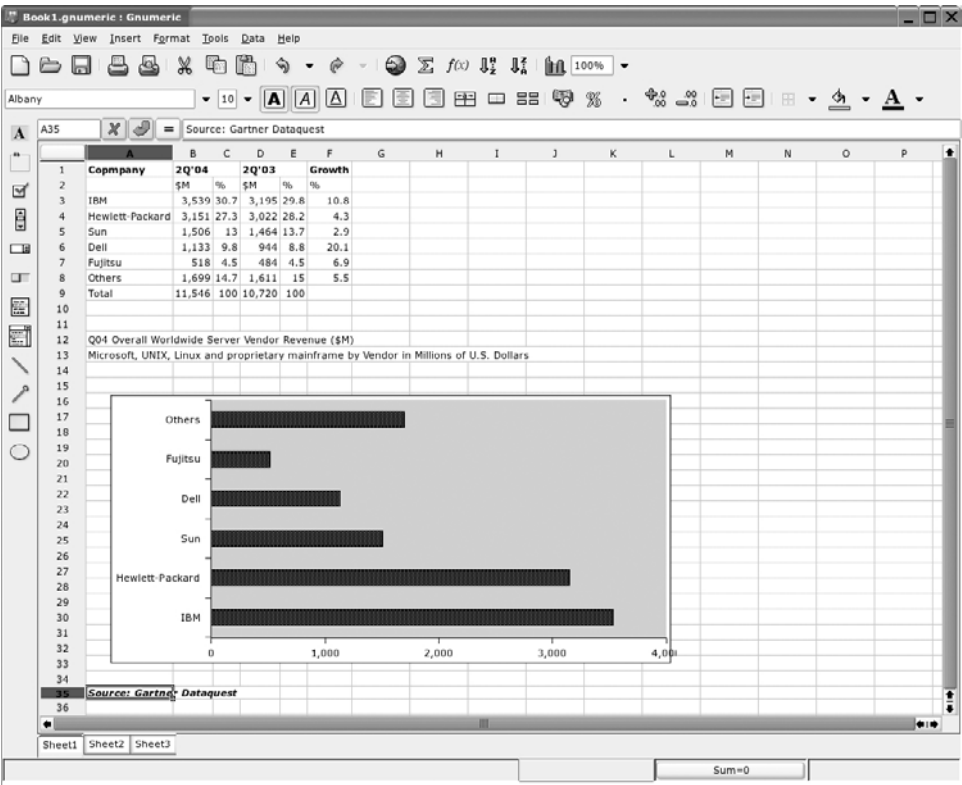 Book1.gnumeric : Gnumeric
File Edit View Insert Format Tools Data Help
f(x) 100%
Albany 10 A A A % A
A35 = Source: Gartner Dataquest
A B C D E F G H I J K L M N O P
1 Copmpany 2Q'04 2Q'03 Growth
2 $M % $M % %
3 IBM 3,539 30.7 3,195 29.8 10.8
4 Hewlett-Packard 3,151 27.3 3,022 28.2 4.3
5 Sun 1,506 13 1,464 13.7 2.9
6 Dell 1,133 9.8 944 8.8 20.1
7 Fujitsu 518 4.5 484 4.5 6.9
8 Others 1,699 14.7 1,611 15 5.5
9 Total 11,546 100 10,720 100
10
11
12 Q04 Overall Worldwide Server Vendor Revenue ($M)
13 Microsoft, UNIX, Linux and proprietary mainframe by Vendor in Millions of U.S. Dollars
14
15
16
17 Others
18
19
20 Fujitsu
21
22 Dell
23
24
25 Sun
26
27 Hewlett-Packard
28
29
30 IBM
31
32 0 1,000 2,000 3,000 4,00
33
34
35 Source: Gartner Dataquest
36
Sheet1 Sheet2 Sheet3
Sum=0